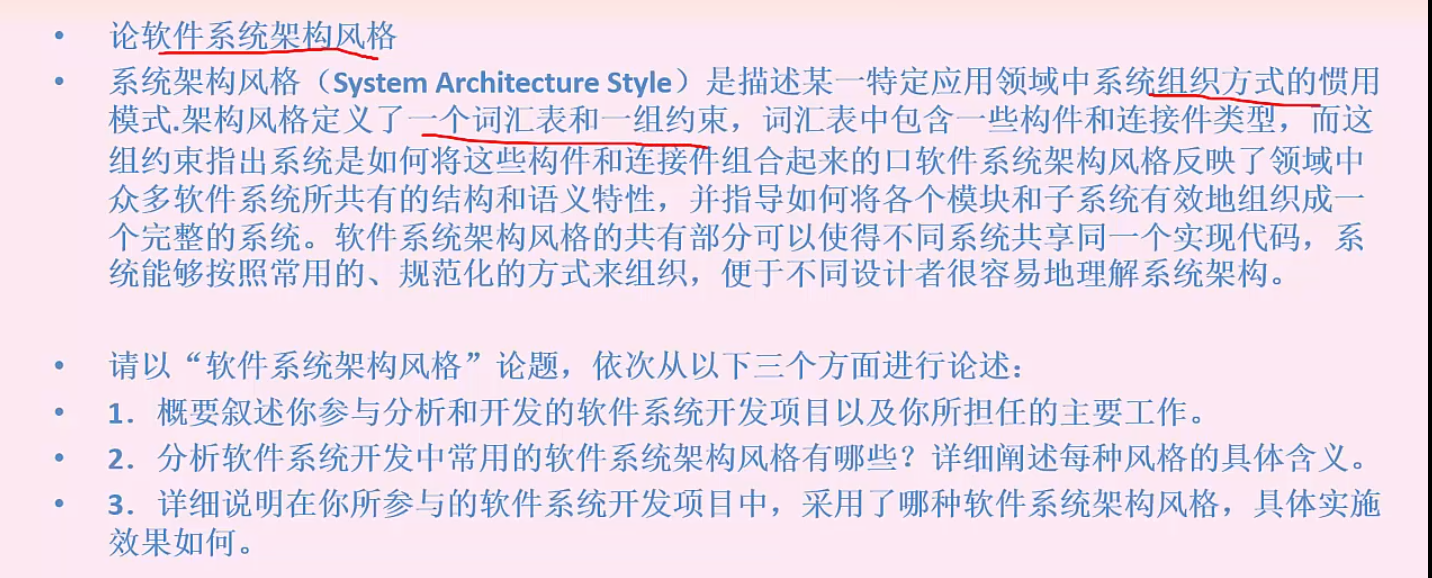 • 论软件系统架构风格
• 系统架构风格（System Architecture Style）是描述某一特定应用领域中系统组织方式的惯用
模式.架构风格定义了一个词汇表和一组约束，词汇表中包含一些构件和连接件类型，而这
组约束指出系统是如何将这些构件和连接件组合起来的口软件系统架构风格反映了领域中
众多软件系统所共有的结构和语义特性，并指导如何将各个模块和子系统有效地组织成一
个完整的系统。软件系统架构风格的共有部分可以使得不同系统共享同一个实现代码，系
统能够按照常用的、规范化的方式来组织，便于不同设计者很容易地理解系统架构。
• 请以“软件系统架构风格”论题，依次从以下三个方面进行论述：
• 1．概要叙述你参与分析和开发的软件系统开发项目以及你所担任的主要工作。
• 2．分析软件系统开发中常用的软件系统架构风格有哪些？详细阐述每种风格的具体含义。
• 3．详细说明在你所参与的软件系统开发项目中，采用了哪种软件系统架构风格，具体实施
效果如何。